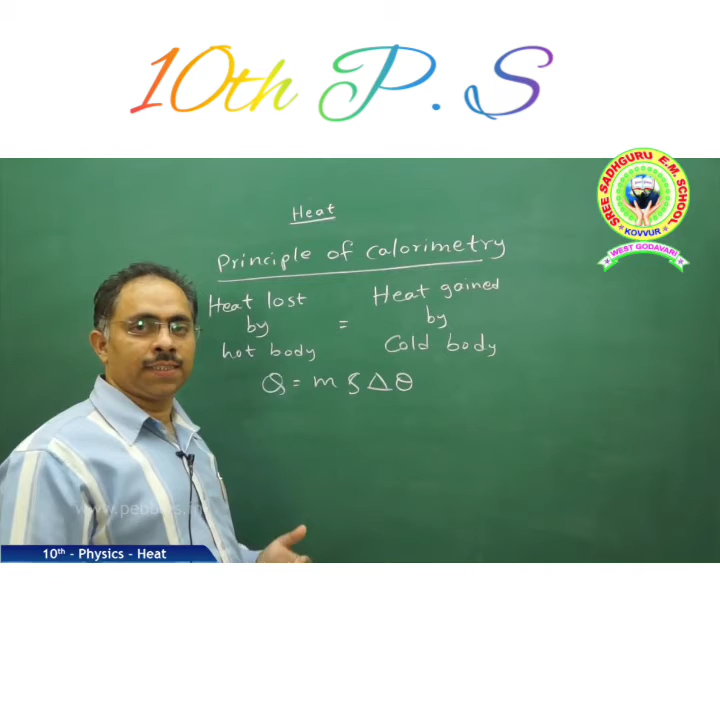 10th P.S
SREE SADHGURU E.M. SCHOOL
KOVVUR
WEST GODAVARI
Heat
Principle of calorimetry
Heat lost by hot body = Heat gained by Cold body
Q = m S Δθ
10th - Physics - Heat